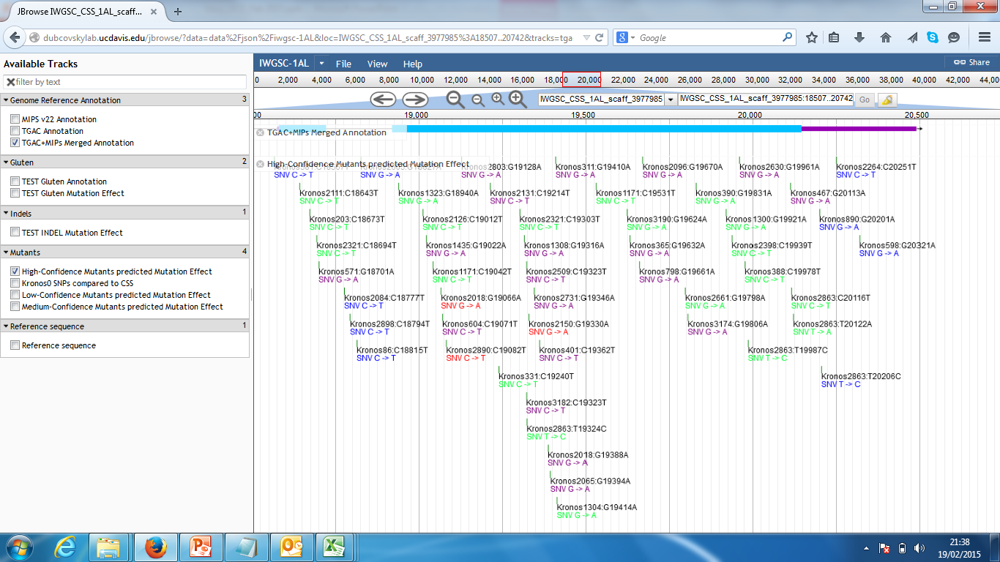 JBrowse IWGSC_CSS_1AL_scaff...
dubcovskylab.ucdavis.edu/jbrowse/?data=data%2Fjson%2Fiwgsc-1AL&loc=IWGSC_CSS_1AL_scaff_3977985%3A18507..20742&tracks=tga
Google
Available Tracks
filter by text
Genome Reference Annotation 3
MIPS v22 Annotation
TGAC Annotation
TGAC+MIPs Merged Annotation
Gluten 2
TEST Gluten Annotation
TEST Gluten Mutation Effect
Indels 1
TEST INDEL Mutation Effect
Mutants 4
High-Confidence Mutants predicted Mutation Effect
Kronos0 SNPs compared to CSS
Low-Confidence Mutants predicted Mutation Effect
Medium-Confidence Mutants predicted Mutation Effect
Reference sequence 1
Reference sequence
IWGSC-1AL File View Help Share
0 2,000 4,000 6,000 8,000 10,000 12,000 14,000 16,000 18,000 20,000 22,000 24,000 26,000 28,000 30,000 32,000 34,000 36,000 38,000 40,000 42,000 44,0
IWGSC_CSS_1AL_scaff_3977985 IWGSC_CSS_1AL_scaff_3977985:18507..20742 Go
00 19,000 19,500 20,000 20,500
TGAC+MIPs Merged Annotation
High-Confidence Mutants predicted Mutation Effect
2803:G19128A Kronos311:G19410A Kronos2096:G19670A Kronos2630:G19961A Kronos2264:C20251T
SNV C -> T SNV G -> A SNV G -> A SNV G -> A SNV G -> A SNV G -> A SNV C -> T
Kronos2111:C18643T Kronos1323:G18940A Kronos2131:C19214T Kronos1171:C19531T Kronos390:G19831A Kronos467:G20113A
SNV C -> T SNV G -> A SNV C -> T SNV C -> T SNV G -> A SNV G -> A
Kronos203:C18673T Kronos2126:C19012T Kronos2321:C19303T Kronos3190:G19624A Kronos1300:G19921A Kronos890:G20201A
SNV C -> T SNV C -> T SNV C -> T SNV G -> A SNV G -> A SNV G -> A
Kronos2321:C18694T Kronos1435:G19022A Kronos1308:G19316A Kronos365:G19632A Kronos2398:C19939T Kronos598:G20321A
SNV C -> T SNV G -> A SNV G -> A SNV G -> A SNV C -> T SNV G -> A
Kronos571:G18701A Kronos1171:C19042T Kronos2509:C19323T Kronos798:G19661A Kronos388:C19978T
SNV G -> A SNV C -> T SNV C -> T SNV G -> A SNV C -> T
Kronos2084:C18777T Kronos2018:G19066A Kronos2731:G19346A Kronos2661:G19798A Kronos2863:C20116T
SNV C -> T SNV G -> A SNV G -> A SNV G -> A SNV C -> T
Kronos2898:C18794T Kronos604:C19071T Kronos2150:G19330A Kronos3174:G19806A Kronos2863:T20122A
SNV C -> T SNV C -> T SNV G -> A SNV G -> A SNV T -> A
Kronos86:C18815T Kronos2890:C19082T Kronos401:C19362T Kronos2863:T19987C
SNV C -> T SNV C -> T SNV C -> T SNV T -> C
Kronos331:C19240T Kronos2863:T20206C
SNV C -> T SNV T -> C
Kronos3182:C19323T
SNV C -> T
Kronos2863:T19324C
SNV T -> C
Kronos2018:G19388A
SNV G -> A
Kronos2065:G19394A
SNV G -> A
Kronos1304:G19414A
SNV G -> A
21:38
19/02/2015